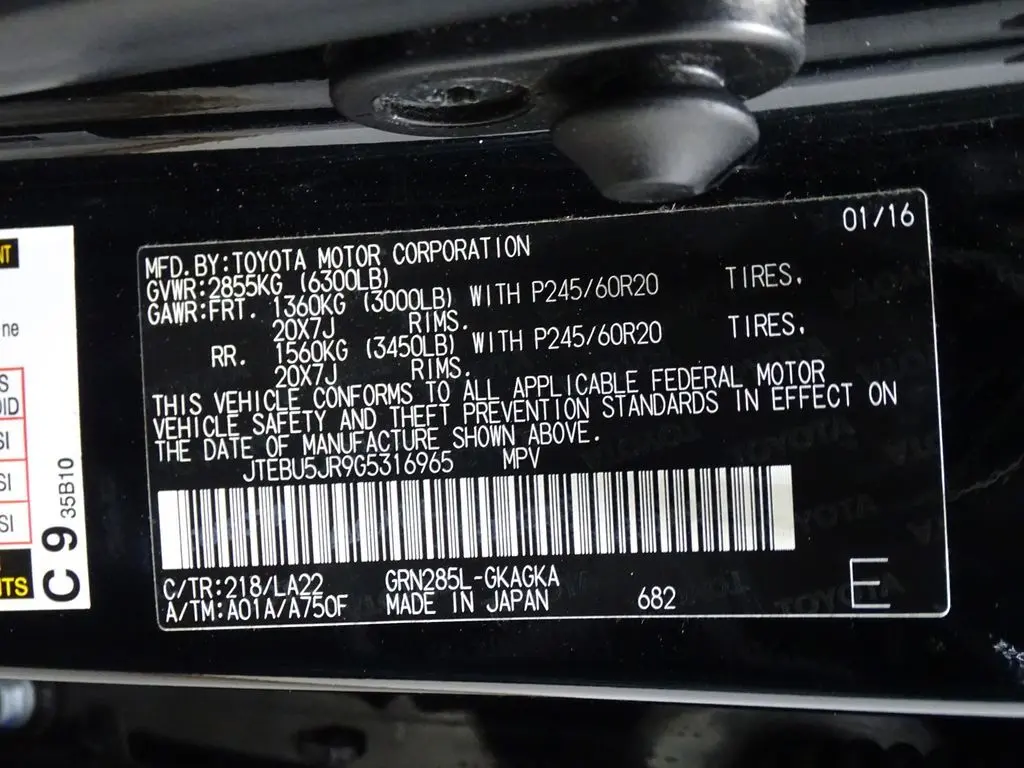 01/16
MFD.BY:TOYOTA MOTOR CORPORATION
GVWR:2855KG (6300LB)
GAWR:FRT. 1360KG (3000LB) WITH P245/60R20 TIRES.
20X7J RIMS.
RR. 1560KG (3450LB) WITH P245/60R20 TIRES.
20X7J RIMS.
THIS VEHICLE CONFORMS TO ALL APPLICABLE FEDERAL MOTOR
VEHICLE SAFETY AND THEFT PREVENTION STANDARDS IN EFFECT ON
THE DATE OF MANUFACTURE SHOWN ABOVE.
JTEBU5JR9G5316965 MPV
C/TR:218/LA22 GRN285L-GKAGKA
A/TM:A01A/A750F MADE IN JAPAN 682 E
C9
35B10